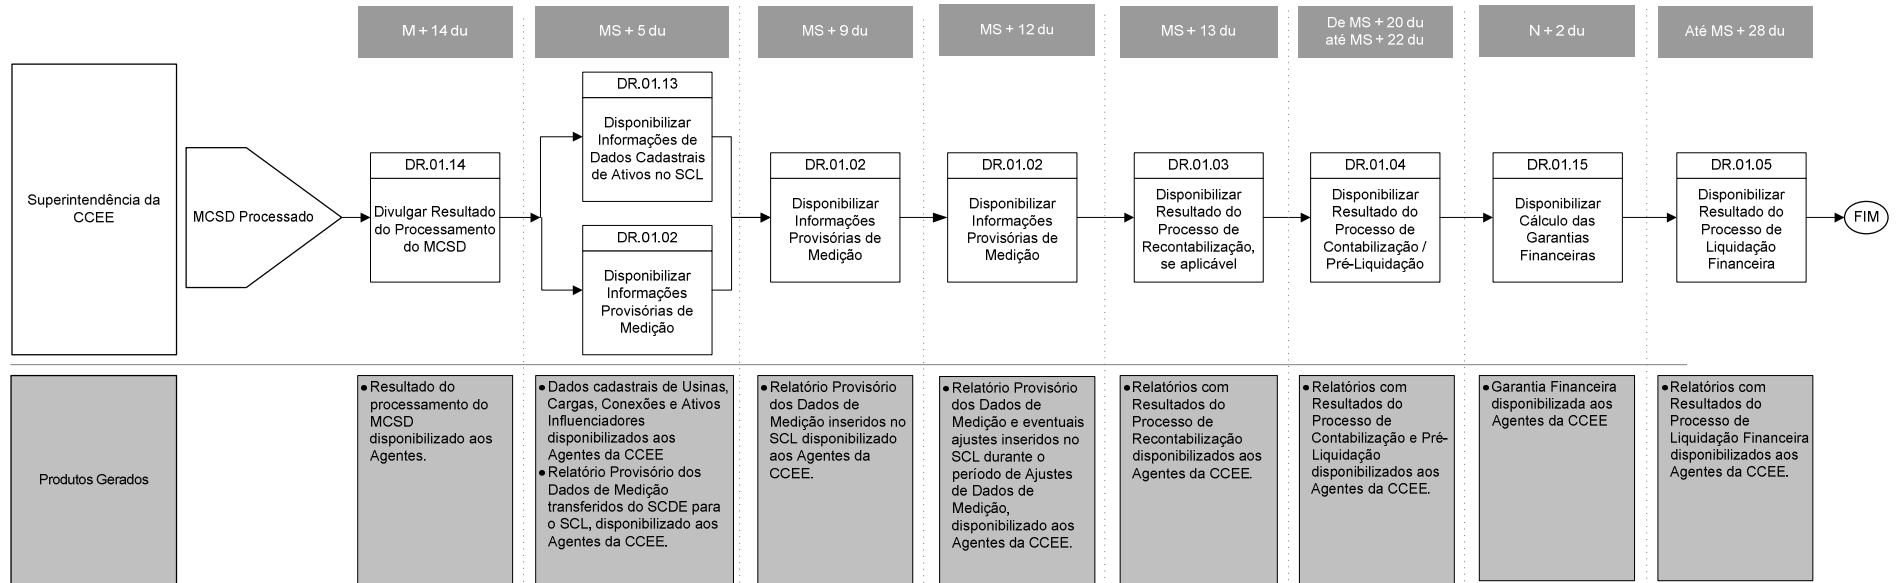 M + 14 du
MS + 5 du
MS + 9 du
MS + 12 du
MS + 13 du
De MS + 20 du
até MS + 22 du
N + 2 du
Até MS + 28 du
Superintendência da
CCEE
MCSD Processado
DR.01.14
Divulgar Resultado
do Processamento
do MCSD
DR.01.13
Disponibilizar
Informações de
Dados Cadastrais
de Ativos no SCL
DR.01.02
Disponibilizar
Informações
Provisórias de
Medição
DR.01.02
Disponibilizar
Informações
Provisórias de
Medição
DR.01.02
Disponibilizar
Informações
Provisórias de
Medição
DR.01.03
Disponibilizar
Resultado do
Processo de
Recontabilização,
se aplicável
DR.01.04
Disponibilizar
Resultado do
Processo de
Contabilização /
Pré-Liquidação
DR.01.15
Disponibilizar
Cálculo das
Garantias
Financeiras
DR.01.05
Disponibilizar
Resultado do
Processo de
Liquidação
Financeira
FIM
Produtos Gerados
• Resultado do
processamento do
MCSD
disponibilizado aos
Agentes.
• Dados cadastrais de Usinas,
Cargas, Conexões e Ativos
Influenciadores
disponibilizados aos
Agentes da CCEE
• Relatório Provisório dos
Dados de Medição
transferidos do SCDE para
o SCL, disponibilizado aos
Agentes da CCEE.
• Relatório Provisório
dos Dados de
Medição inseridos no
SCL disponibilizado
aos Agentes da
CCEE.
• Relatório Provisório
dos Dados de
Medição e eventuais
ajustes inseridos no
SCL durante o
período de Ajustes
de Dados de
Medição,
disponibilizado aos
Agentes da CCEE.
• Relatórios com
Resultados do
Processo de
Recontabilização
disponibilizados aos
Agentes da CCEE.
• Relatórios com
Resultados do
Processo de
Contabilização e Pré-
Liquidação
disponibilizados aos
Agentes da CCEE.
• Garantia Financeira
disponibilizada aos
Agentes da CCEE
• Relatórios com
Resultados do
Processo de
Liquidação Financeira
disponibilizados aos
Agentes da CCEE.